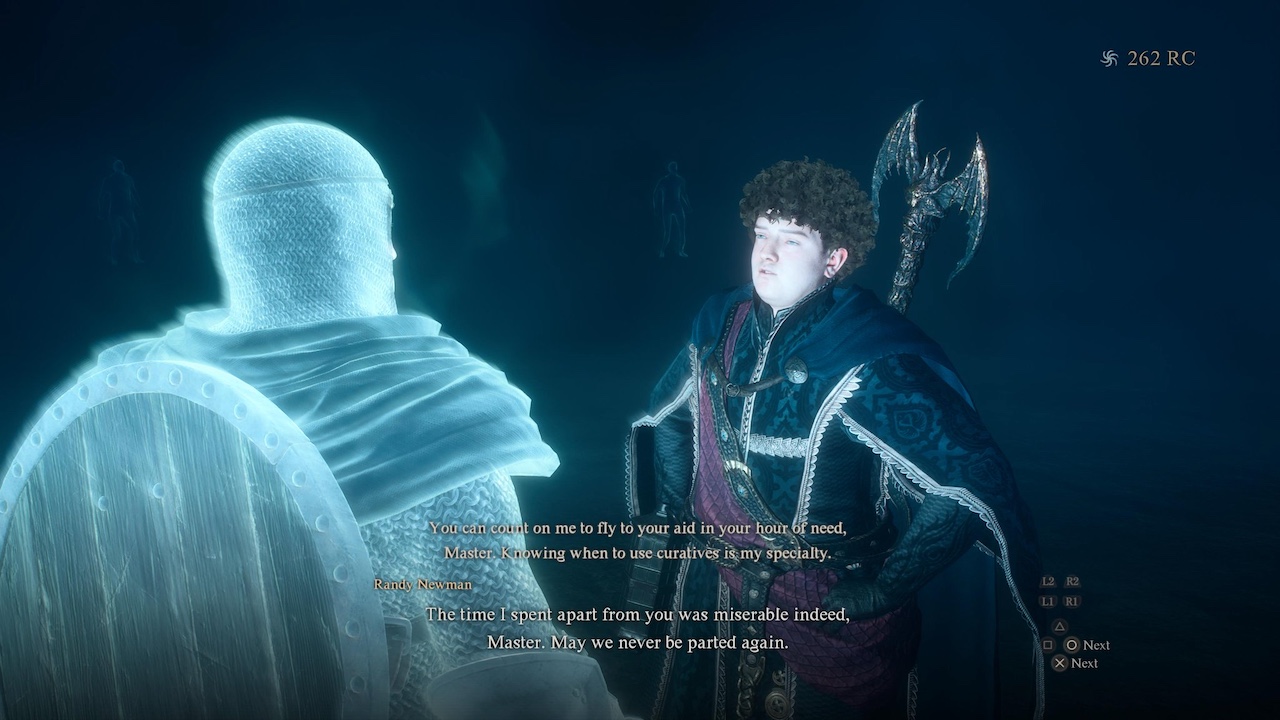 262 RC
You can count on me to fly to your aid in your hour of need,
Master. Knowing when to use curatives is my specialty.
Randy Newman
The time I spent apart from you was miserable indeed,
Master. May we never be parted again.
L2 R2
L1 R1
Next
Next